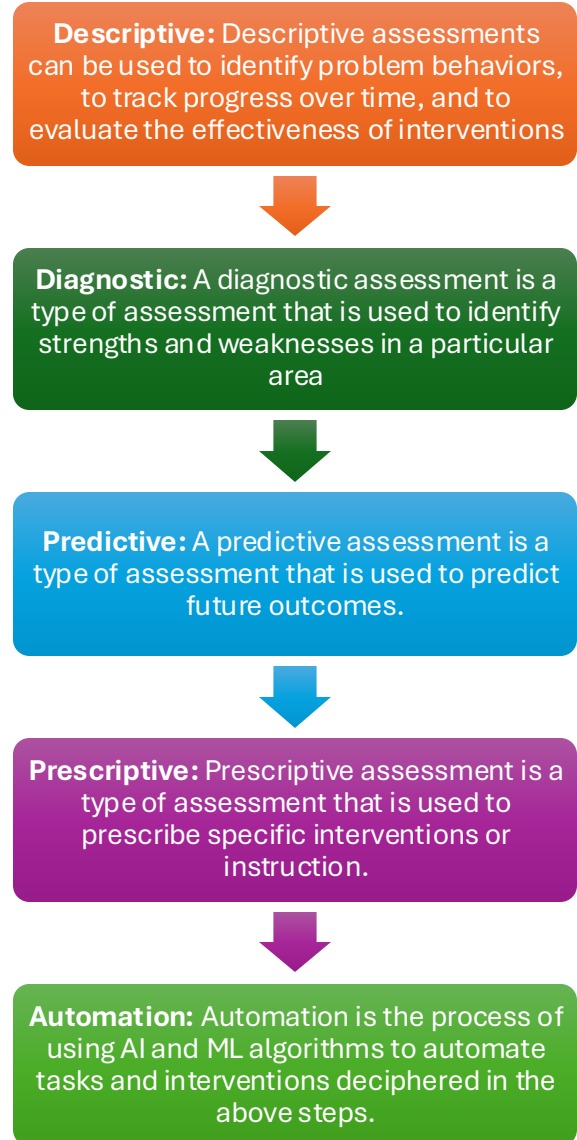 Descriptive: Descriptive assessments
can be used to identify problem behaviors,
to track progress over time, and to
evaluate the effectiveness of interventions
Diagnostic: A diagnostic assessment is a
type of assessment that is used to identify
strengths and weaknesses in a particular
area
Predictive: A predictive assessment is a
type of assessment that is used to predict
future outcomes.
Prescriptive: Prescriptive assessment is a
type of assessment that is used to
prescribe specific interventions or
instruction.
Automation: Automation is the process of
using AI and ML algorithms to automate
tasks and interventions deciphered in the
above steps.